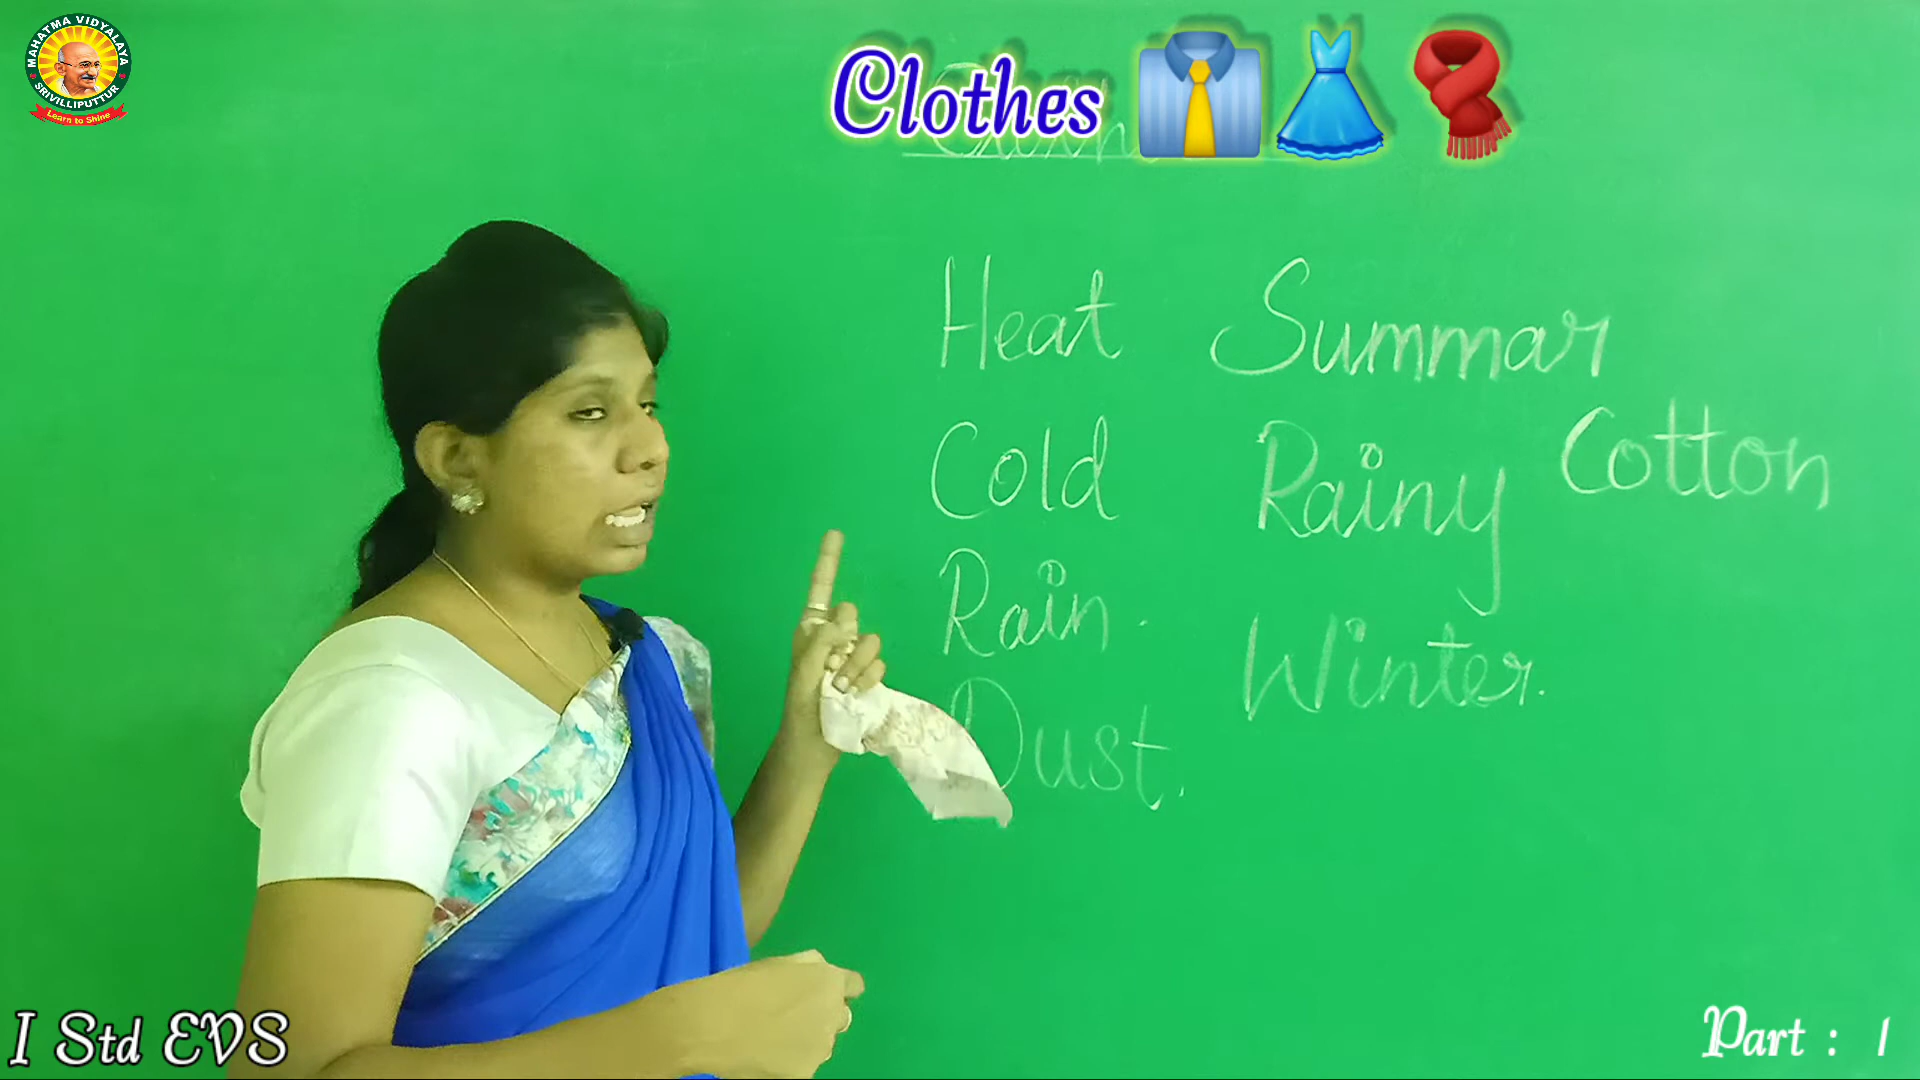 MAHATMA VIDYALAYA
SRIVILLIPUTTUR
Learn to Shine
Clothes
Heat Summar
Cold Rainy Cotton
Rain.
Winter.
Dust.
I Std EVS
Part : 1